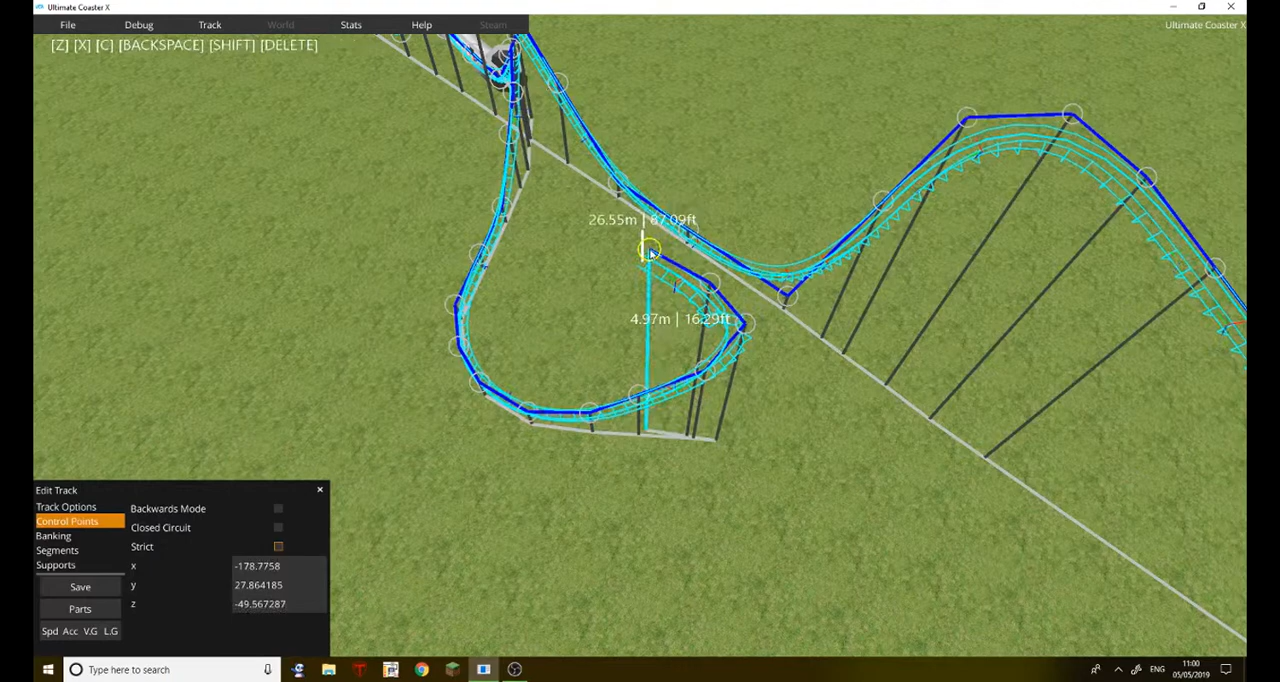 Ultimate Coaster X
File Debug Track World Stats Help Steam
Ultimate Coaster X
[Z] [X] [C] [BACKSPACE] [SHIFT] [DELETE]
26.55m | 87.09ft
4.97m | 16.29ft
Edit Track
Track Options
Control Points
Banking
Segments
Supports
Save
Parts
Spd Acc V.G L.G
Backwards Mode
Closed Circuit
Strict
x -178.7758
y 27.864185
z -49.567287
Type here to search
ENG
11:00
05/05/2019